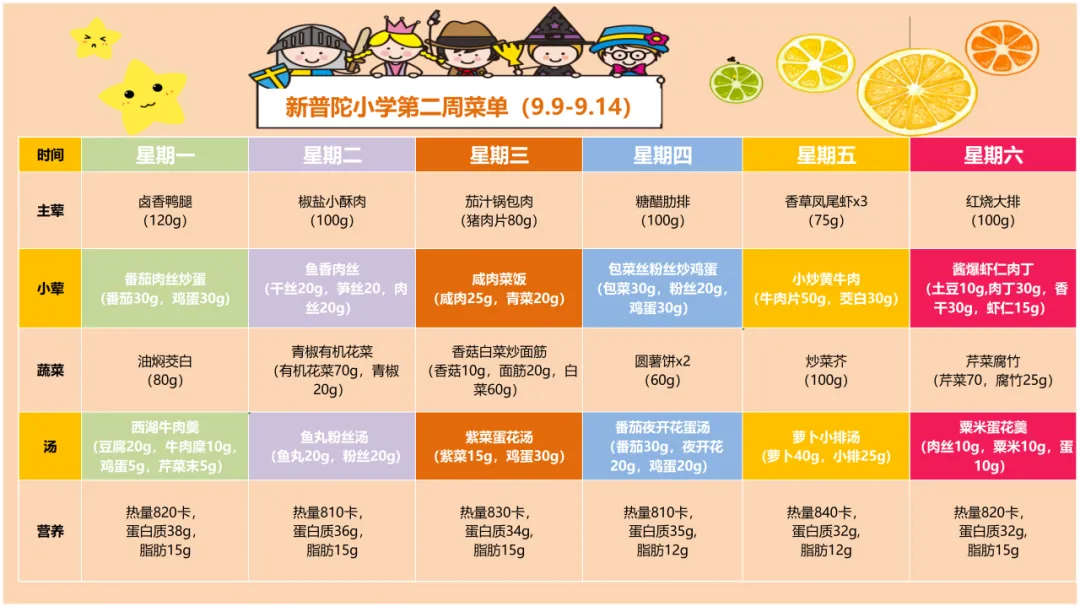 新普陀小学第二周菜单（9.9-9.14）
时间
星期一
星期二
星期三
星期四
星期五
星期六
主荤
卤香鸭腿
（120g）
椒盐小酥肉
（100g）
茄汁锅包肉
（猪肉片80g）
糖醋肋排
（100g）
香草凤尾虾x3
（75g）
红烧大排
（100g）
小荤
番茄肉丝炒蛋
（番茄30g，鸡蛋30g）
鱼香肉丝
（干丝20g，笋丝20，肉
丝20g）
咸肉菜饭
（咸肉25g，青菜20g）
包菜丝粉丝炒鸡蛋
（包菜30g，粉丝20g，
鸡蛋30g）
小炒黄牛肉
（牛肉片50g，茭白30g）
酱爆虾仁肉丁
（土豆10g,肉丁30g，香
干30g，虾仁15g）
蔬菜
油焖茭白
（80g）
青椒有机花菜
（有机花菜70g，青椒
20g）
香菇白菜炒面筋
（香菇10g，面筋20g，白
菜60g）
圆薯饼x2
（60g）
炒菜芥
（100g）
芹菜腐竹
（芹菜70，腐竹25g）
汤
西湖牛肉羹
（豆腐20g，牛肉糜10g，
鸡蛋5g，芹菜末5g）
鱼丸粉丝汤
（鱼丸20g，粉丝20g）
紫菜蛋花汤
（紫菜15g，鸡蛋30g）
番茄夜开花蛋汤
（番茄30g，夜开花
20g，鸡蛋20g）
萝卜小排汤
（萝卜40g，小排25g）
粟米蛋花羹
（肉丝10g，粟米10g，蛋
10g）
营养
热量820卡，
蛋白质38g，
脂肪15g
热量810卡，
蛋白质36g，
脂肪15g
热量830卡，
蛋白质34g,
脂肪15g
热量810卡，
蛋白质35g,
脂肪12g
热量840卡，
蛋白质32g,
脂肪12g
热量820卡，
蛋白质32g,
脂肪15g